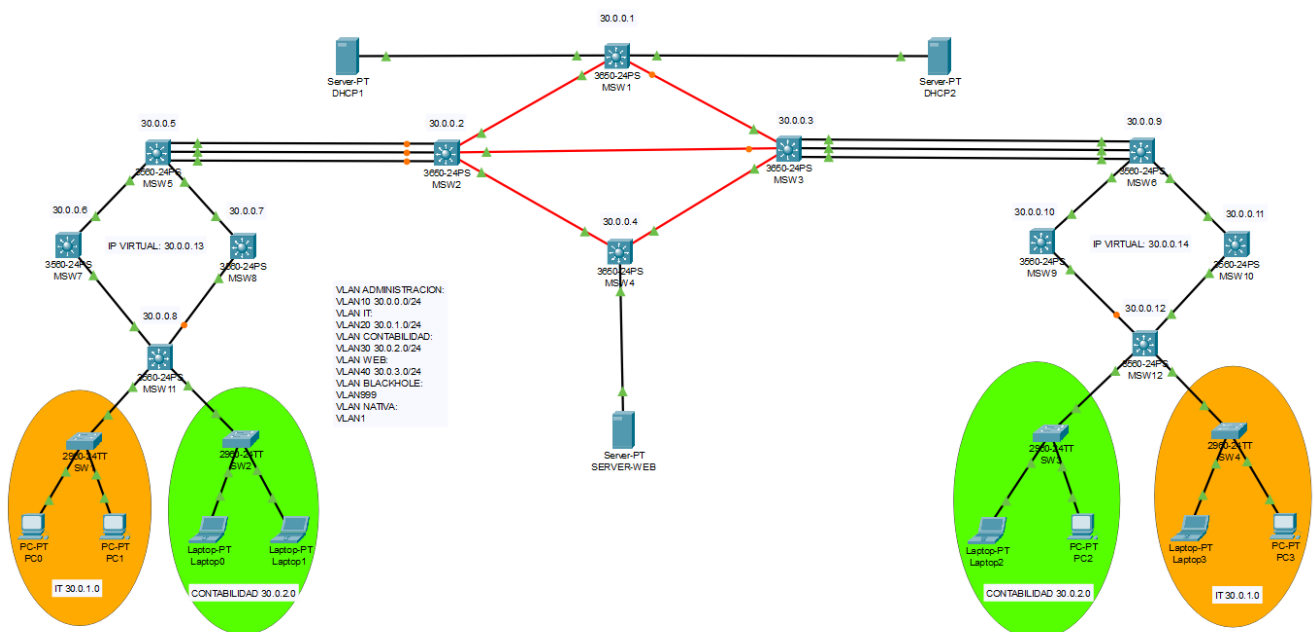 30.0.0.1
Server-PT
DHCP1
3650-24PS
MSW1
Server-PT
DHCP2
30.0.0.5
30.0.0.2
30.0.0.3
30.0.0.9
3560-24PS
MSW5
3650-24PS
MSW2
3650-24PS
MSW3
3560-24PS
MSW6
30.0.0.6
30.0.0.7
30.0.0.4
30.0.0.10
30.0.0.11
IP VIRTUAL: 30.0.0.13
IP VIRTUAL: 30.0.0.14
3560-24PS
MSW7
3560-24PS
MSW8
3650-24PS
MSW4
3560-24PS
MSW9
3560-24PS
MSW10
VLAN ADMINISTRACION:
VLAN10 30.0.0.0/24
VLAN IT:
VLAN20 30.0.1.0/24
VLAN CONTABILIDAD:
VLAN30 30.0.2.0/24
VLAN WEB:
VLAN40 30.0.3.0/24
VLAN BLACKHOLE:
VLAN999
VLAN NATIVA:
VLAN1
30.0.0.8
30.0.0.12
3560-24PS
MSW11
3560-24PS
MSW12
2960-24TT
SW1
2960-24TT
SW2
Server-PT
SERVER-WEB
2960-24TT
SW3
2960-24TT
SW4
PC-PT
PC0
PC-PT
PC1
Laptop-PT
Laptop0
Laptop-PT
Laptop1
Laptop-PT
Laptop2
PC-PT
PC2
Laptop-PT
Laptop3
PC-PT
PC3
IT 30.0.1.0
CONTABILIDAD 30.0.2.0
CONTABILIDAD 30.0.2.0
IT 30.0.1.0